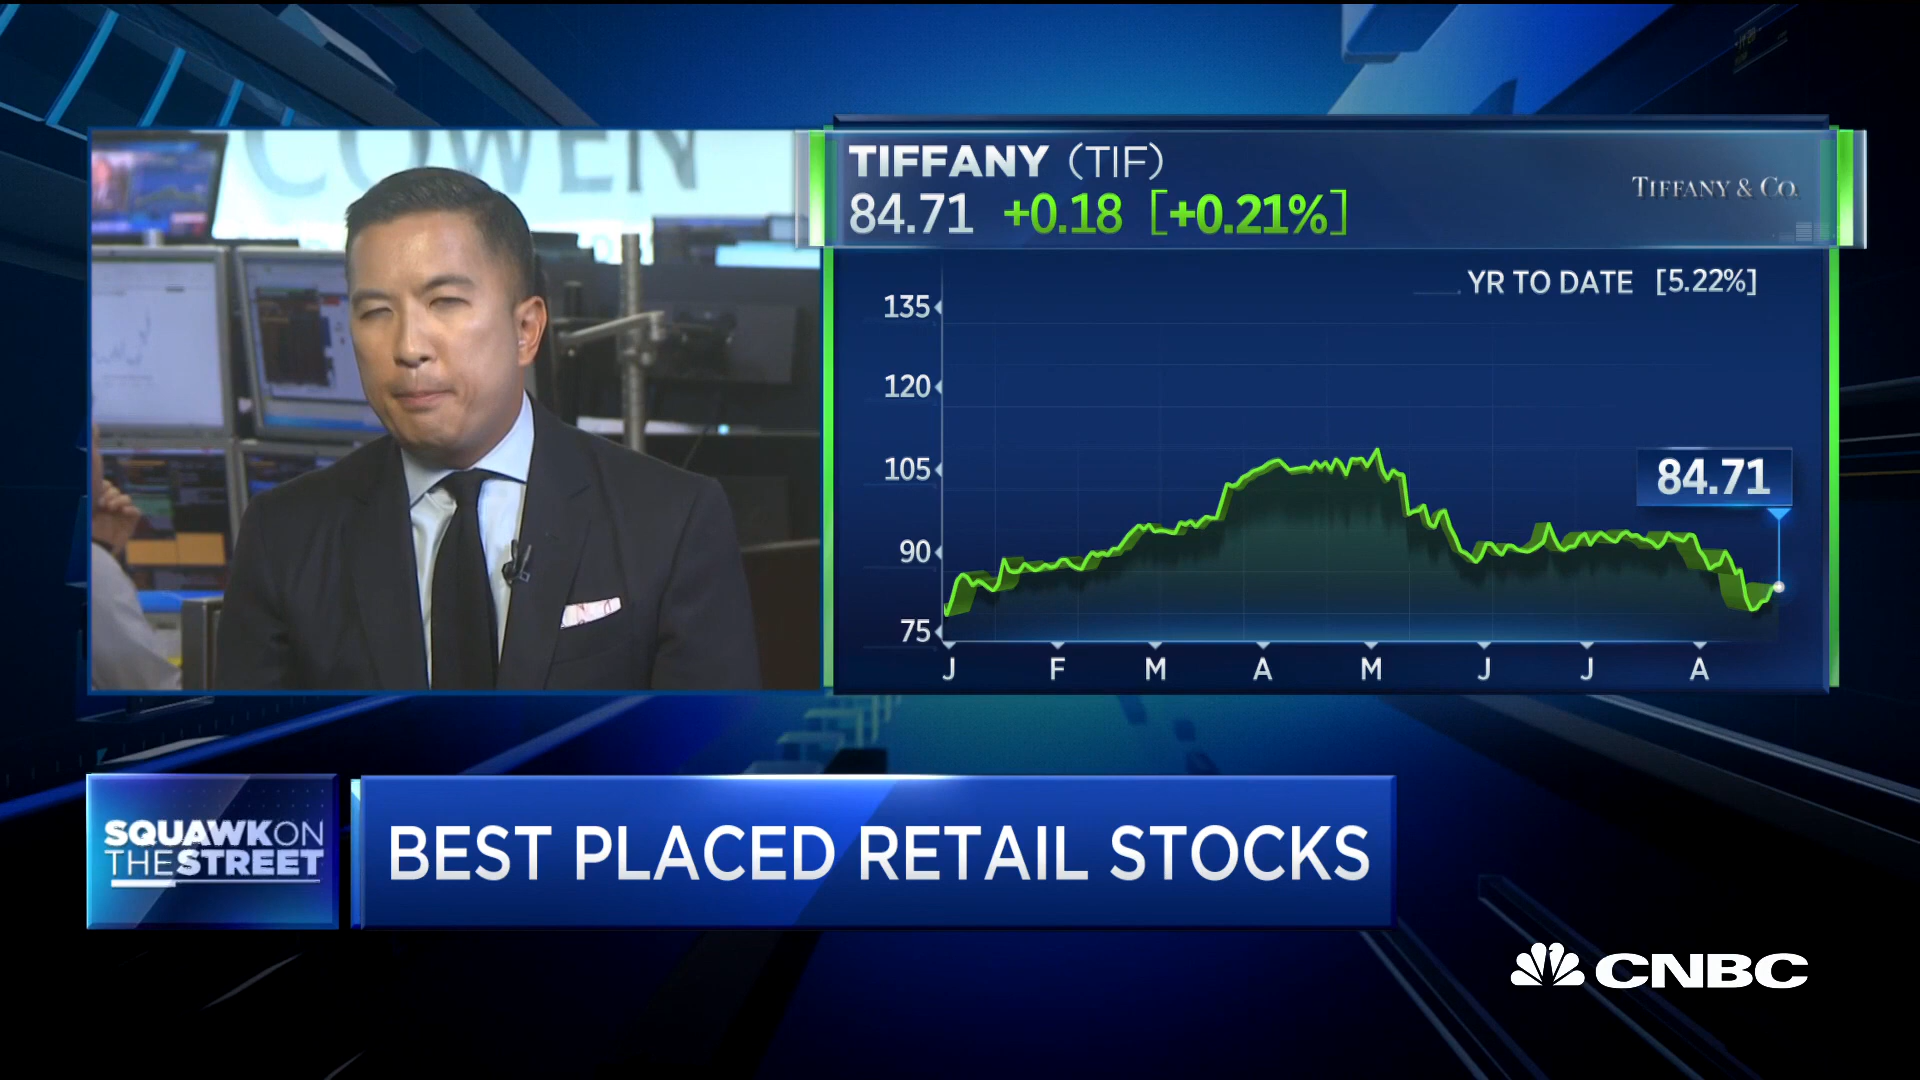 COWEN
TIFFANY (TIF)
84.71 +0.18 [+0.21%]
TIFFANY & CO.
YR TO DATE [5.22%]
135
120
105
90
75
84.71
J F M A M J J A
SQUAWK ON
THE STREET
BEST PLACED RETAIL STOCKS
CNBC